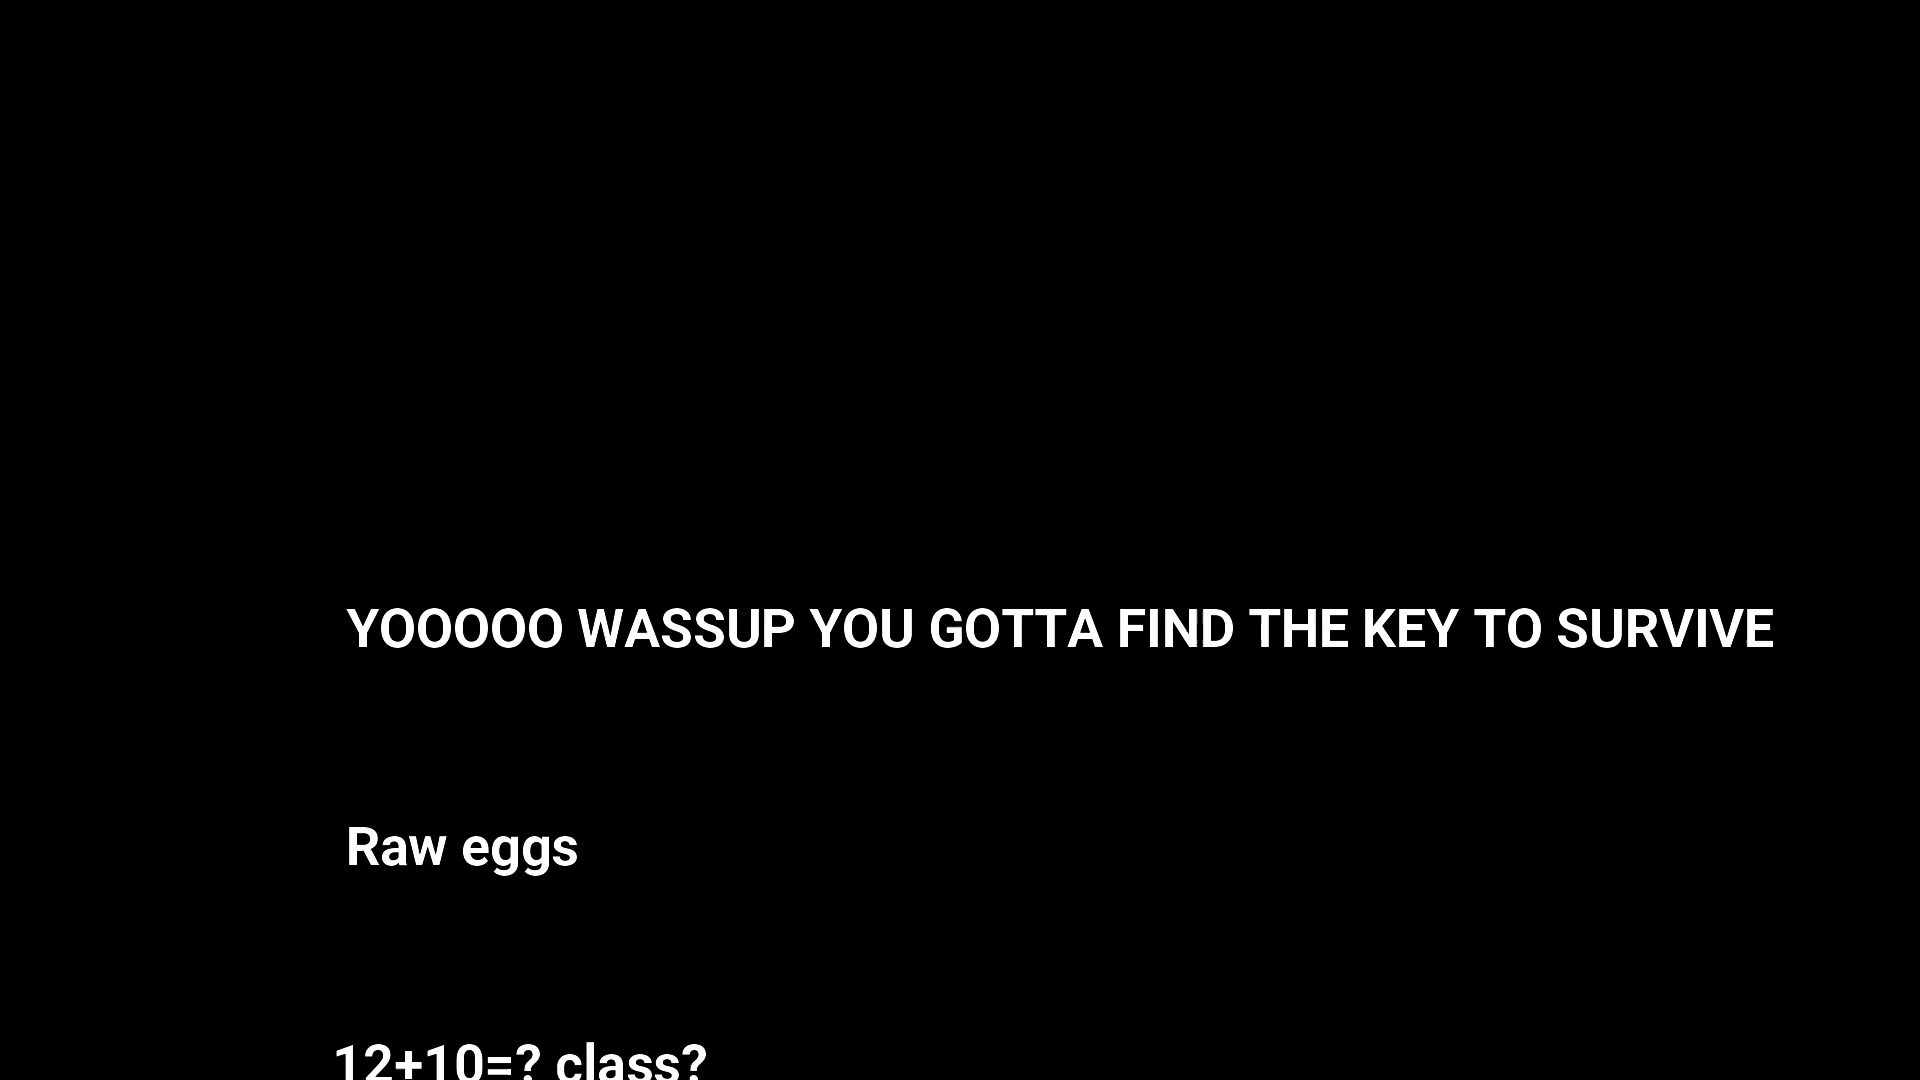 YOOOOO WASSUP YOU GOTTA FIND THE KEY TO SURVIVE
Raw eggs
12+10=? class?